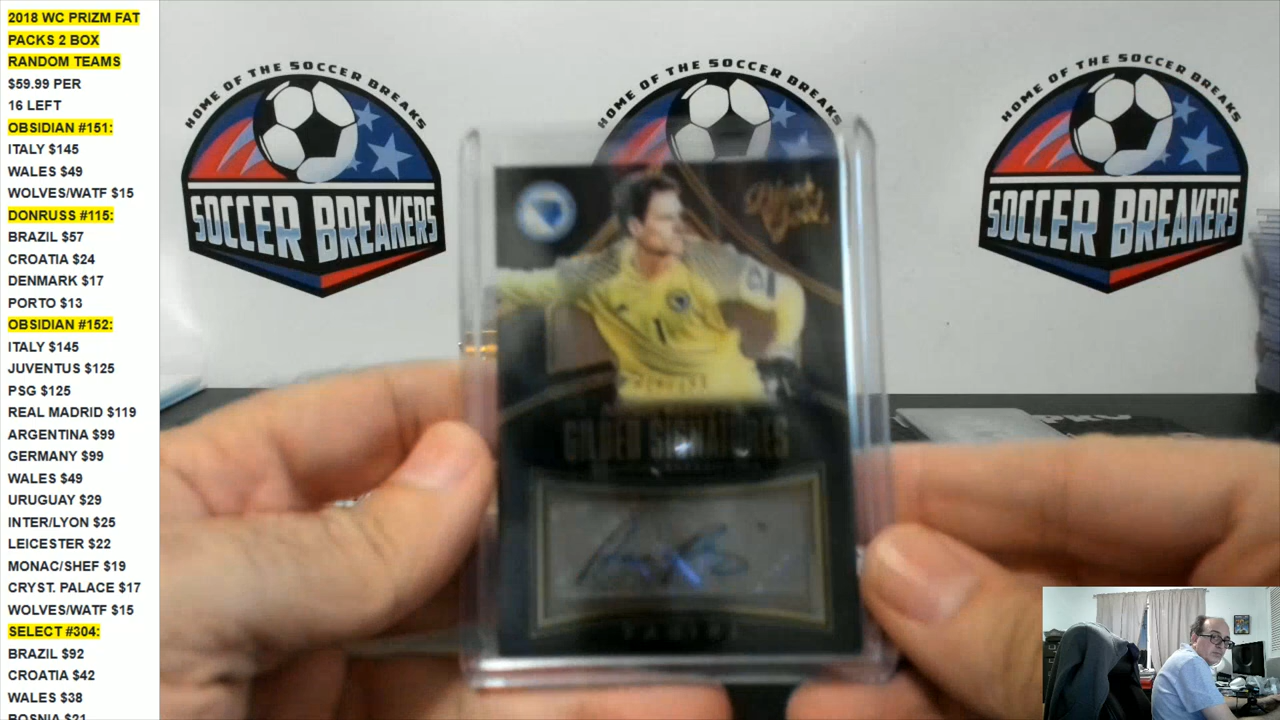 2018 WC PRIZM FAT
PACKS 2 BOX
RANDOM TEAMS
$59.99 PER
16 LEFT
OBSIDIAN #151:
ITALY $145
WALES $49
WOLVES/WATF $15
DONRUSS #115:
BRAZIL $57
CROATIA $24
DENMARK $17
PORTO $13
OBSIDIAN #152:
ITALY $145
JUVENTUS $125
PSG $125
REAL MADRID $119
ARGENTINA $99
GERMANY $99
WALES $49
URUGUAY $29
INTER/LYON $25
LEICESTER $22
MONAC/SHEF $19
CRYST. PALACE $17
WOLVES/WATF $15
SELECT #304:
BRAZIL $92
CROATIA $42
WALES $38
BOSNIA $21
HOME OF THE SOCCER BREAKS
SOCCER BREAKERS
HOME OF THE SOCCER BREAKS
HOME OF THE SOCCER BREAKS
SOCCER BREAKERS
1
GILDED SIGNATURES